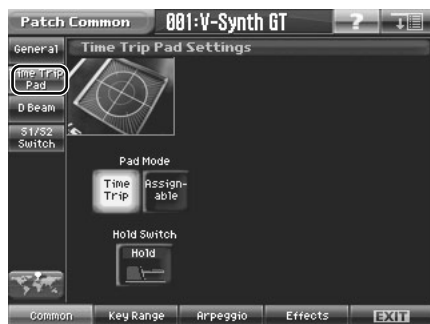 Patch Common
001:V-Synth GT
?
General
Time Trip Pad Settings
Time Trip
Pad
D Beam
S1/S2
Switch
Pad Mode
Time
Trip
Assign-
able
Hold Switch
Hold
Common
Key Range
Arpeggio
Effects
EXIT